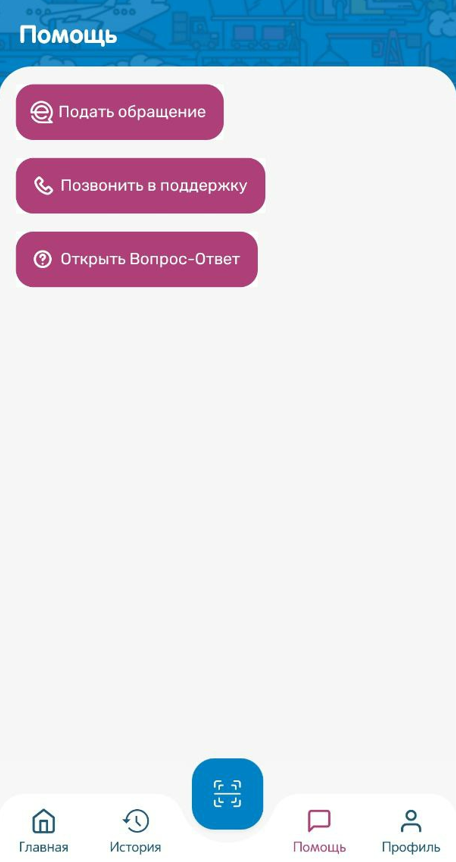 Помощь
Подать обращение
Позвонить в поддержку
Открыть Вопрос-Ответ
Главная
История
Помощь
Профиль